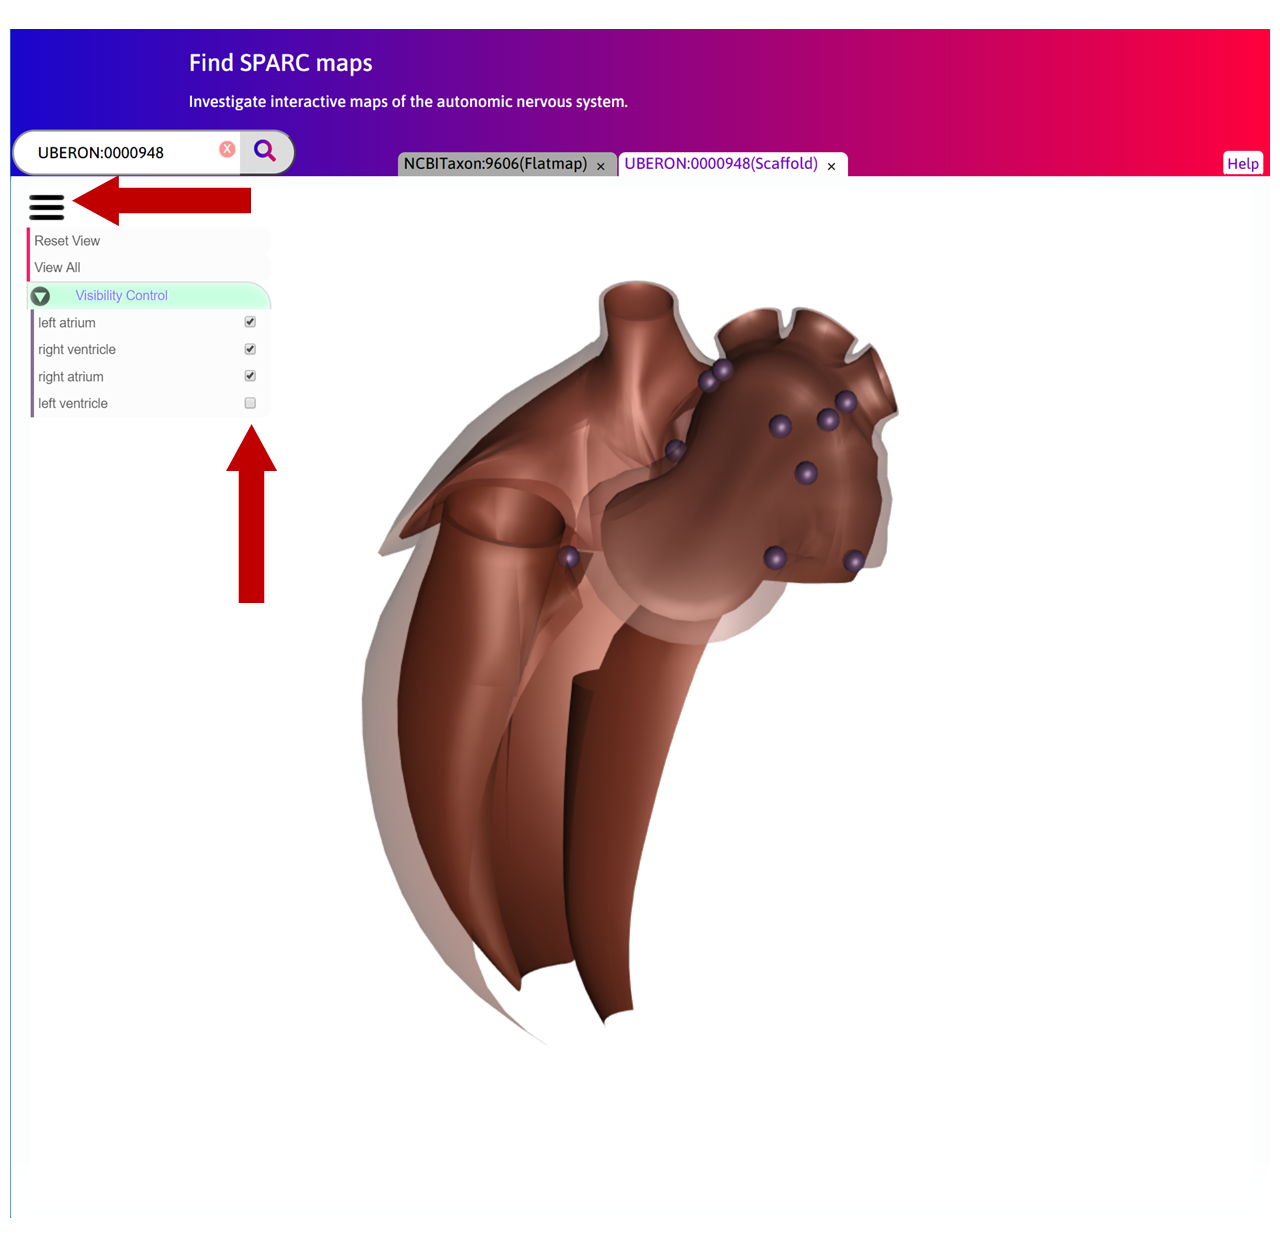 Find SPARC maps
Investigate interactive maps of the autonomic nervous system.
UBERON:0000948 X
NCBITaxon:9606(Flatmap) × UBERON:0000948(Scaffold) × Help
Reset View
View All
Visibility Control
left atrium
right ventricle
right atrium
left ventricle